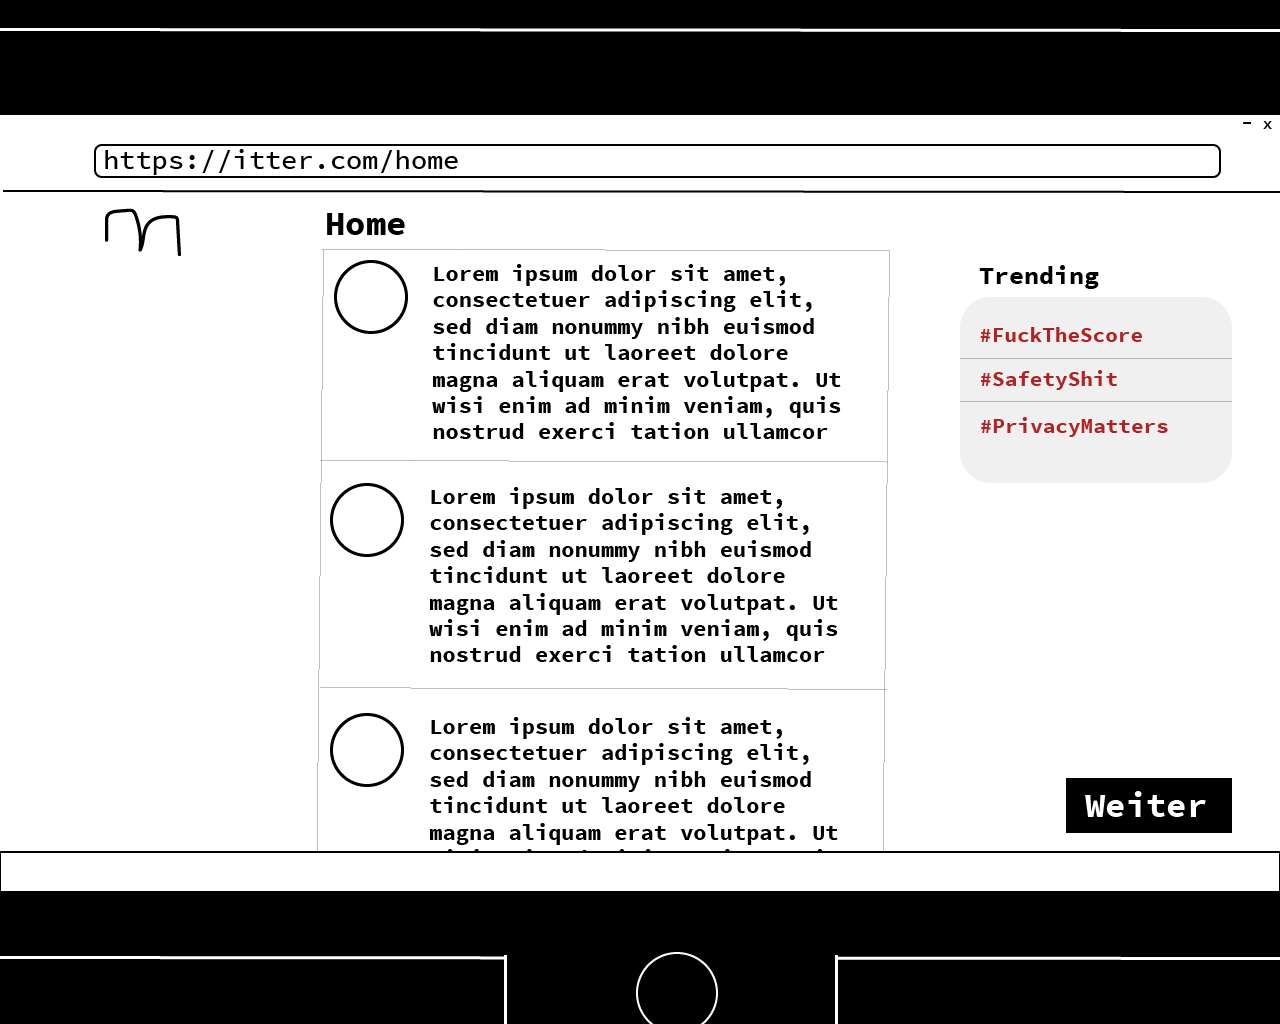 - x
https://itter.com/home
Home
Lorem ipsum dolor sit amet,
consectetuer adipiscing elit,
sed diam nonummy nibh euismod
tincidunt ut laoreet dolore
magna aliquam erat volutpat. Ut
wisi enim ad minim veniam, quis
nostrud exerci tation ullamcor
Lorem ipsum dolor sit amet,
consectetuer adipiscing elit,
sed diam nonummy nibh euismod
tincidunt ut laoreet dolore
magna aliquam erat volutpat. Ut
wisi enim ad minim veniam, quis
nostrud exerci tation ullamcor
Lorem ipsum dolor sit amet,
consectetuer adipiscing elit,
sed diam nonummy nibh euismod
tincidunt ut laoreet dolore
magna aliquam erat volutpat. Ut
Trending
#FuckTheScore
#SafetyShit
#PrivacyMatters
Weiter